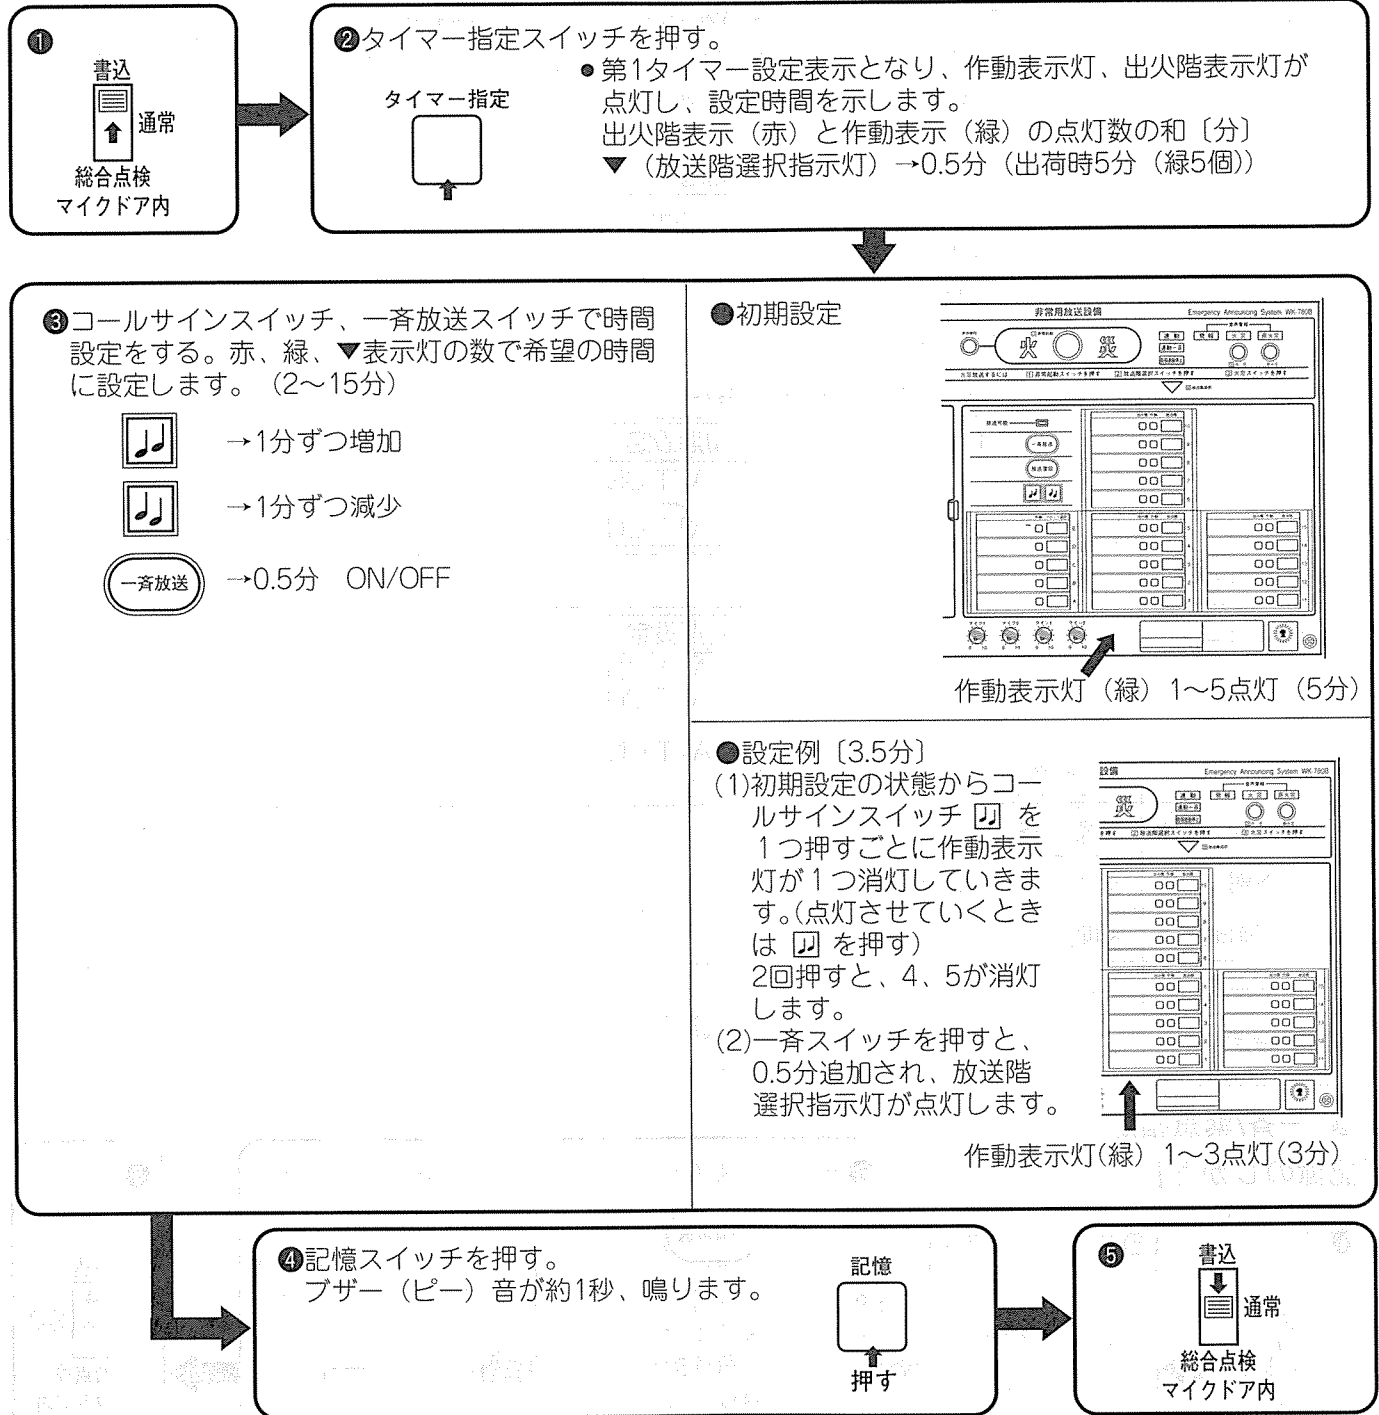 ❶
書込
通常
総合点検
マイクドア内
❷タイマー指定スイッチを押す。
タイマー指定
●第1タイマー設定表示となり、作動表示灯、出火階表示灯が
点灯し、設定時間を示します。
出火階表示（赤）と作動表示（緑）の点灯数の和〔分〕
▼（放送階選択指示灯）→0.5分（出荷時5分（緑5個））
❸コールサインスイッチ、一斉放送スイッチで時間
設定をする。赤、緑、▼表示灯の数で希望の時間
に設定します。（2〜15分）
→1分ずつ増加
→1分ずつ減少
一斉放送 →0.5分 ON/OFF
●初期設定
非常用放送設備
Emergency Announcing System WK-780B
火 災
一斉放送
作動表示灯（緑）1〜5点灯（5分）
●設定例〔3.5分〕
(1)初期設定の状態からコー
ルサインスイッチ を
1つ押すごとに作動表示
灯が1つ消灯していきま
す。(点灯させていくとき
は を押す)
2回押すと、4、5が消灯
します。
(2)一斉スイッチを押すと、
0.5分追加され、放送階
選択指示灯が点灯します。
設備
Emergency Announcing System WK-780B
災
作動表示灯(緑）1〜3点灯(3分)
❹記憶スイッチを押す。
ブザー（ピー）音が約1秒、鳴ります。
記憶
押す
❺
書込
通常
総合点検
マイクドア内